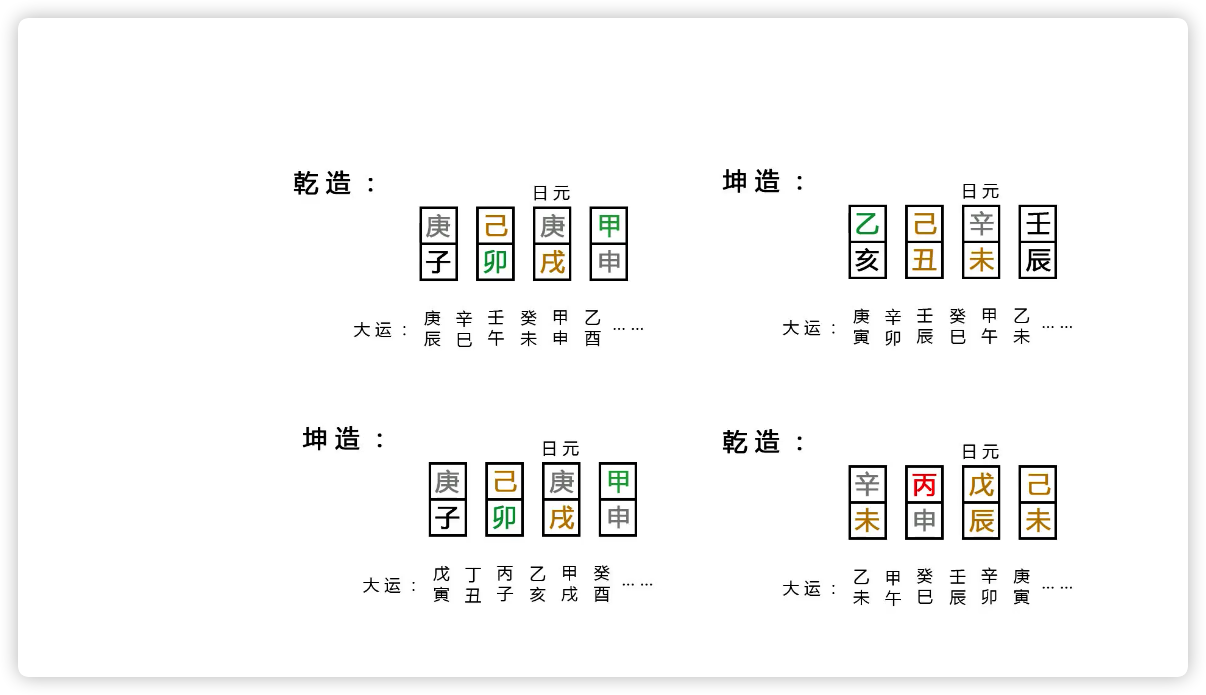 乾造：
日元
庚 己 庚 甲
子 卯 戌 申
大运：
庚 辛 壬 癸 甲 乙 ……
辰 巳 午 未 申 酉
坤造：
日元
乙 己 辛 壬
亥 丑 未 辰
大运：
庚 辛 壬 癸 甲 乙 ……
寅 卯 辰 巳 午 未
坤造：
日元
庚 己 庚 甲
子 卯 戌 申
大运：
戊 丁 丙 乙 甲 癸 ……
寅 丑 子 亥 戌 酉
乾造：
日元
辛 丙 戊 己
未 申 辰 未
大运：
乙 甲 癸 壬 辛 庚 ……
未 午 巳 辰 卯 寅